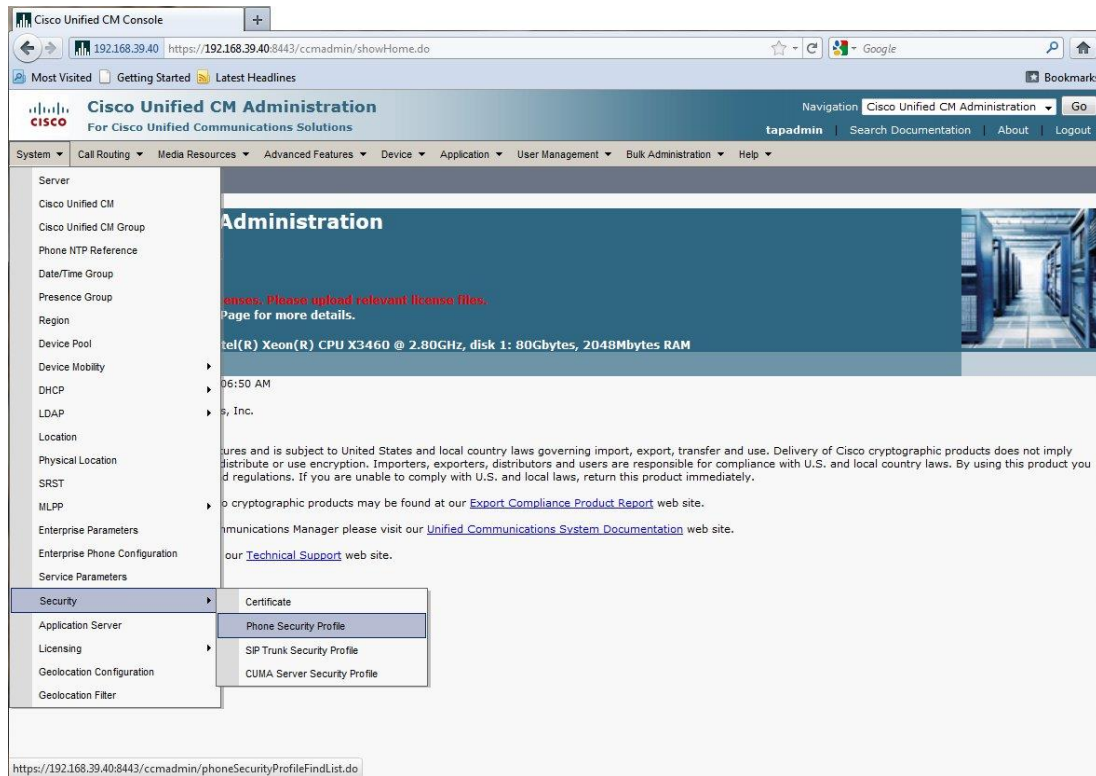 Cisco Unified CM Console
192.168.39.40 https://192.168.39.40:8443/ccmadmin/showHome.do
Google
Most Visited Getting Started Latest Headlines
Bookmark
cisco
Cisco Unified CM Administration
For Cisco Unified Communications Solutions
Navigation Cisco Unified CM Administration Go
tapadmin | Search Documentation | About | Logout
System Call Routing Media Resources Advanced Features Device Application User Management Bulk Administration Help
Server
Cisco Unified CM
Cisco Unified CM Group
Phone NTP Reference
Date/Time Group
Presence Group
Region
Device Pool
Device Mobility
DHCP
LDAP
Location
Physical Location
SRST
MLPP
Enterprise Parameters
Enterprise Phone Configuration
Service Parameters
Security
Application Server
Licensing
Geolocation Configuration
Geolocation Filter
Certificate
Phone Security Profile
SIP Trunk Security Profile
CUMA Server Security Profile
Administration
enses. Please upload relevant license files.
Page for more details.
tel(R) Xeon(R) CPU X3460 @ 2.80GHz, disk 1: 80Gbytes, 2048Mbytes RAM
06:50 AM
s, Inc.
ures and is subject to United States and local country laws governing import, export, transfer and use. Delivery of Cisco cryptographic products does not imply
distribute or use encryption. Importers, exporters, distributors and users are responsible for compliance with U.S. and local country laws. By using this product you
d regulations. If you are unable to comply with U.S. and local laws, return this product immediately.
o cryptographic products may be found at our Export Compliance Product Report web site.
mmunications Manager please visit our Unified Communications System Documentation web site.
our Technical Support web site.
https://192.168.39.40:8443/ccmadmin/phoneSecurityProfileFindList.do